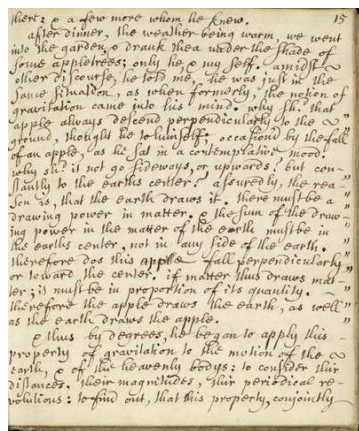 there: & a few more whom he knew. 15
after dinner, the weather being warm, we went
into the garden, & drank thea under the shade of
some appletrees; only he, & my self. amidst
other discourse, he told me, he was just in the
same situation, as when formerly, the notion of
gravitation came into his mind. why sh.ᵈ that
apple always descend perpendicularly to the
ground, thought he to himself; occasion'd by the fall
of an apple, as he sat in a contemplative mood.
why sh.ᵈ it not go sideways, or upwards? but con-
stantly to the earths center? assuredly, the rea-
son is, that the earth draws it. there must be a
drawing power in matter. & the sum of the draw-
ing power in the matter of the earth must be in
the earths center, not in any side of the earth.
therefore dos this apple fall perpendicularly
or toward the center. if matter thus draws mat-
ter; it must be in proportion of its quantity.
therefore the apple draws the earth, as well
as the earth draws the apple.
& thus by degrees, he began to apply this
property of gravitation to the motion of the
earth, & of the heavenly bodys: to consider thir
distances, their magnitudes, thir periodical re-
volutions: to find out, that this property, conjointly